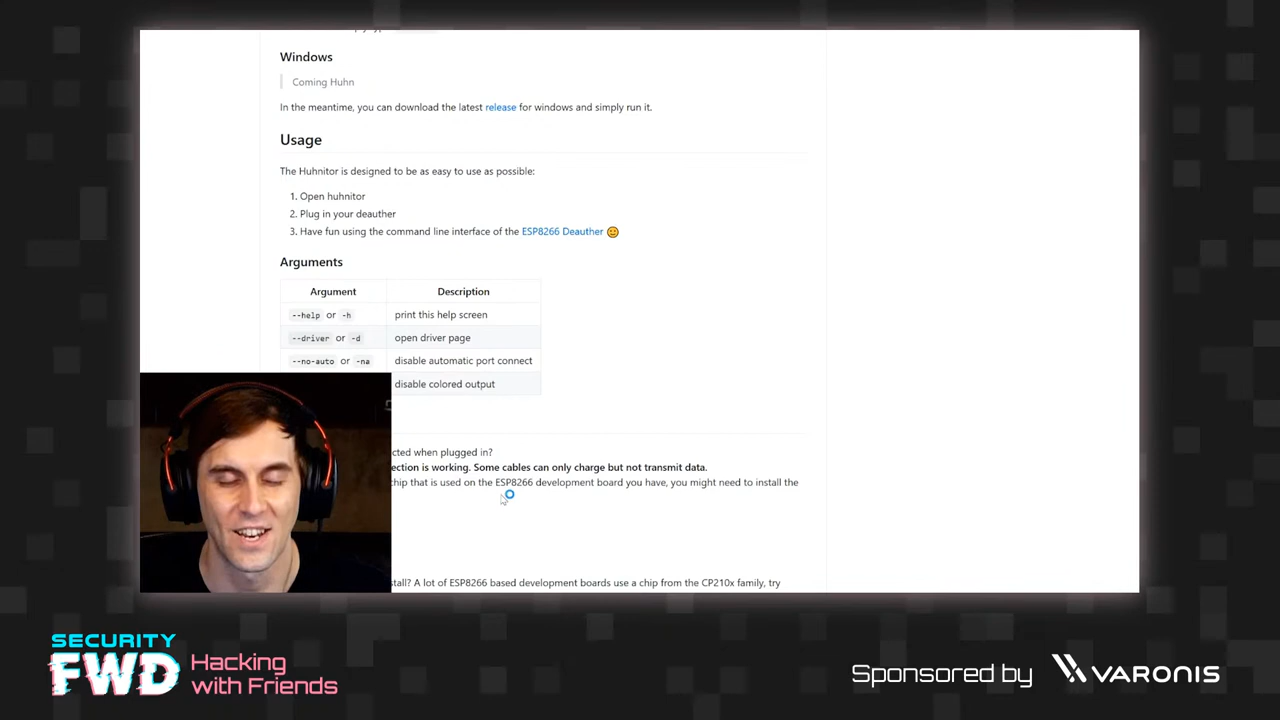 Windows
Coming Huhn
In the meantime, you can download the latest release for windows and simply run it.
Usage
The Huhnitor is designed to be as easy to use as possible:
1. Open huhnitor
2. Plug in your deauther
3. Have fun using the command line interface of the ESP8266 Deauther
Arguments
Argument Description
--help or -h print this help screen
--driver or -d open driver page
--no-auto or -na disable automatic port connect
disable colored output
cted when plugged in?
ection is working. Some cables can only charge but not transmit data.
chip that is used on the ESP8266 development board you have, you might need to install the
stall? A lot of ESP8266 based development boards use a chip from the CP210x family, try
SECURITY
FWD
Hacking
with Friends
Sponsored by VARONIS